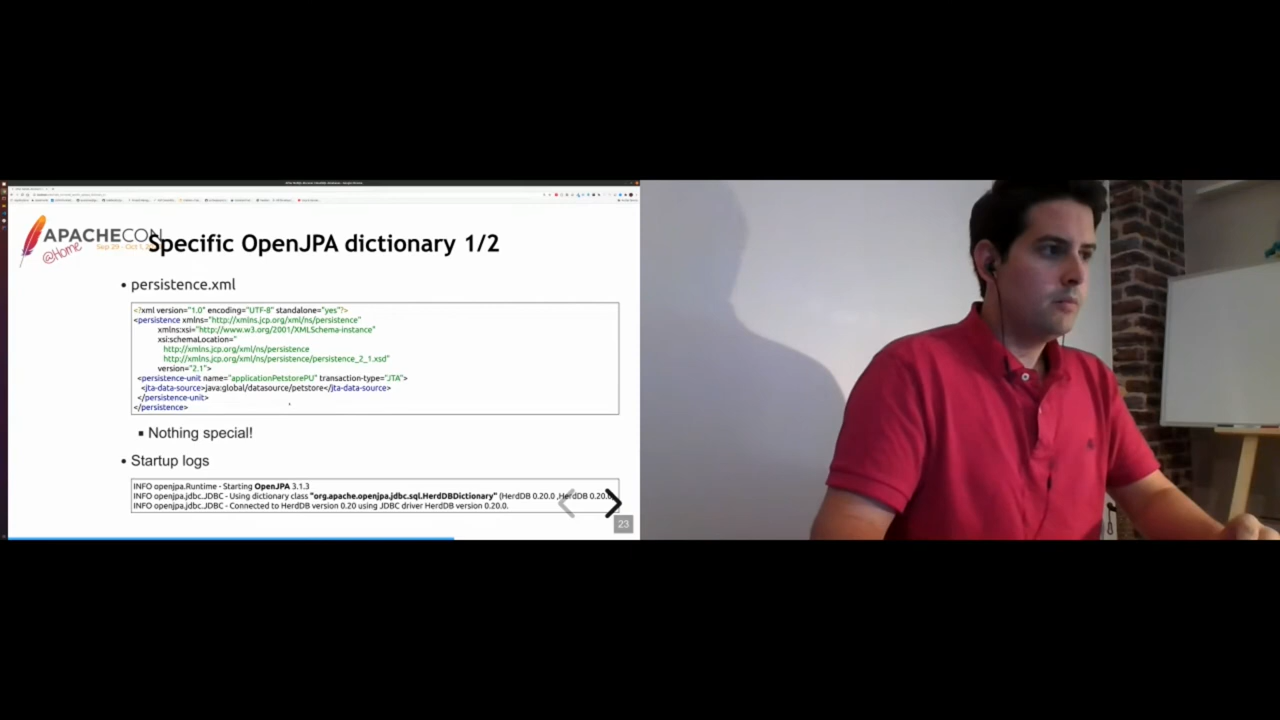 APACHECON
@Home
Specific OpenJPA dictionary 1/2
• persistence.xml
<?xml version="1.0" encoding="UTF-8" standalone="yes"?>
<persistence xmlns="http://xmlns.jcp.org/xml/ns/persistence"
xmlns:xsi="http://www.w3.org/2001/XMLSchema-instance"
xsi:schemaLocation="
http://xmlns.jcp.org/xml/ns/persistence
http://xmlns.jcp.org/xml/ns/persistence/persistence_2_1.xsd"
version="2.1">
<persistence-unit name="applicationPetstorePU" transaction-type="JTA">
<jta-data-source>java:global/datasource/petstore</jta-data-source>
</persistence-unit>
</persistence>
▪ Nothing special!
• Startup logs
INFO openjpa.Runtime - Starting OpenJPA 3.1.3
INFO openjpa.jdbc.JDBC - Using dictionary class "org.apache.openjpa.jdbc.sql.HerdDBDictionary" (HerdDB 0.20.0 ,HerdDB 0.20.0
INFO openjpa.jdbc.JDBC - Connected to HerdDB version 0.20 using JDBC driver HerdDB version 0.20.0.
23